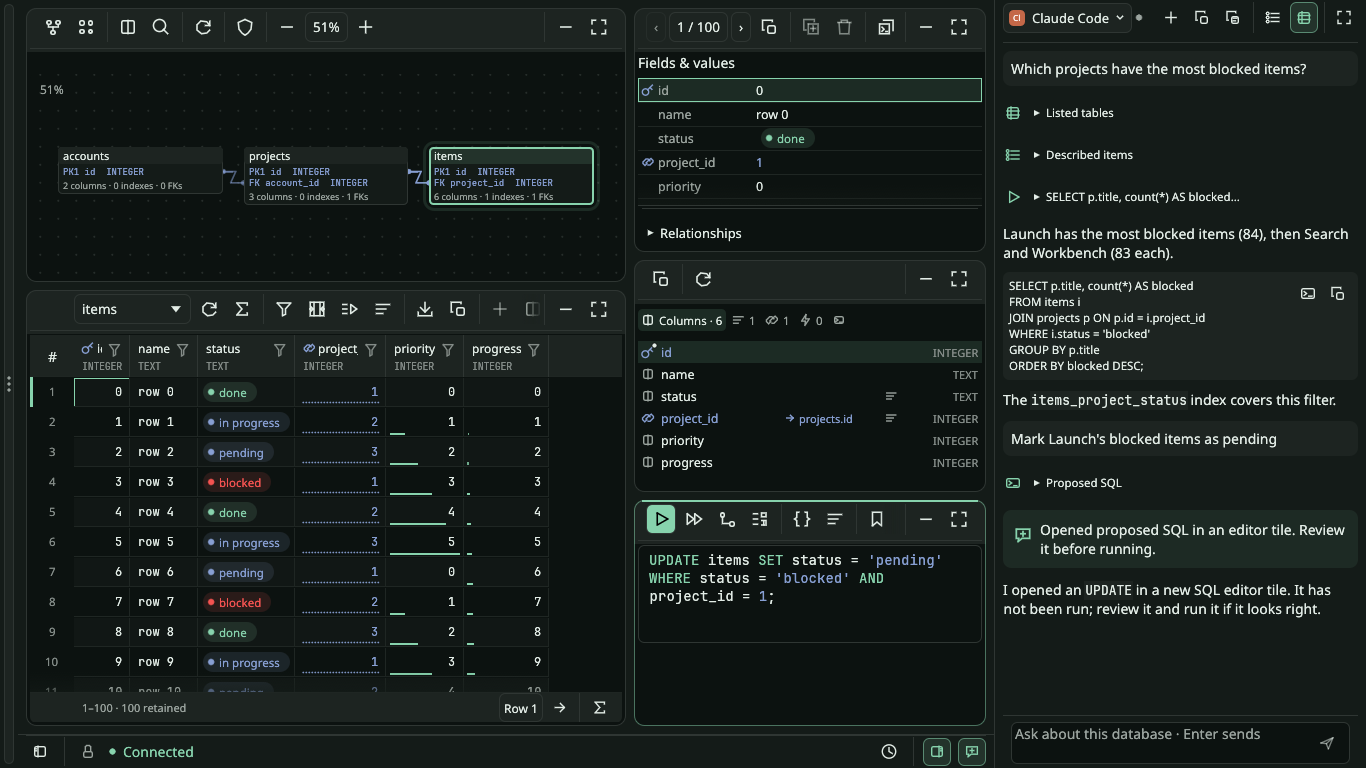 51%
51%
accounts
PK1 id INTEGER
2 columns · 0 indexes · 0 FKs
projects
PK1 id INTEGER
FK account_id INTEGER
3 columns · 0 indexes · 1 FKs
items
PK1 id INTEGER
FK project_id INTEGER
6 columns · 1 indexes · 1 FKs
items
# id name status project_ priority progress
INTEGER TEXT TEXT INTEGER INTEGER INTEGER
1 0 row 0 done 1 0 0
2 1 row 1 in progress 2 1 1
3 2 row 2 pending 3 2 2
4 3 row 3 blocked 1 3 3
5 4 row 4 done 2 4 4
6 5 row 5 in progress 3 5 5
7 6 row 6 pending 1 0 6
8 7 row 7 blocked 2 1 7
9 8 row 8 done 3 2 8
10 9 row 9 in progress 1 3 9
11 10 row 10 pending 2 4 10
1–100 · 100 retained
Row 1
Connected
1 / 100
Fields & values
id 0
name row 0
status done
project_id 1
priority 0
Relationships
Columns · 6 1 1 0
id INTEGER
name TEXT
status TEXT
project_id projects.id INTEGER
priority INTEGER
progress INTEGER
UPDATE items SET status = 'pending'
WHERE status = 'blocked' AND
project_id = 1;
Cl Claude Code
Which projects have the most blocked items?
Listed tables
Described items
SELECT p.title, count(*) AS blocked...
Launch has the most blocked items (84), then Search
and Workbench (83 each).
SELECT p.title, count(*) AS blocked
FROM items i
JOIN projects p ON p.id = i.project_id
WHERE i.status = 'blocked'
GROUP BY p.title
ORDER BY blocked DESC;
The items_project_status index covers this filter.
Mark Launch's blocked items as pending
Proposed SQL
Opened proposed SQL in an editor tile. Review
it before running.
I opened an UPDATE in a new SQL editor tile. It has
not been run; review it and run it if it looks right.
Ask about this database · Enter sends